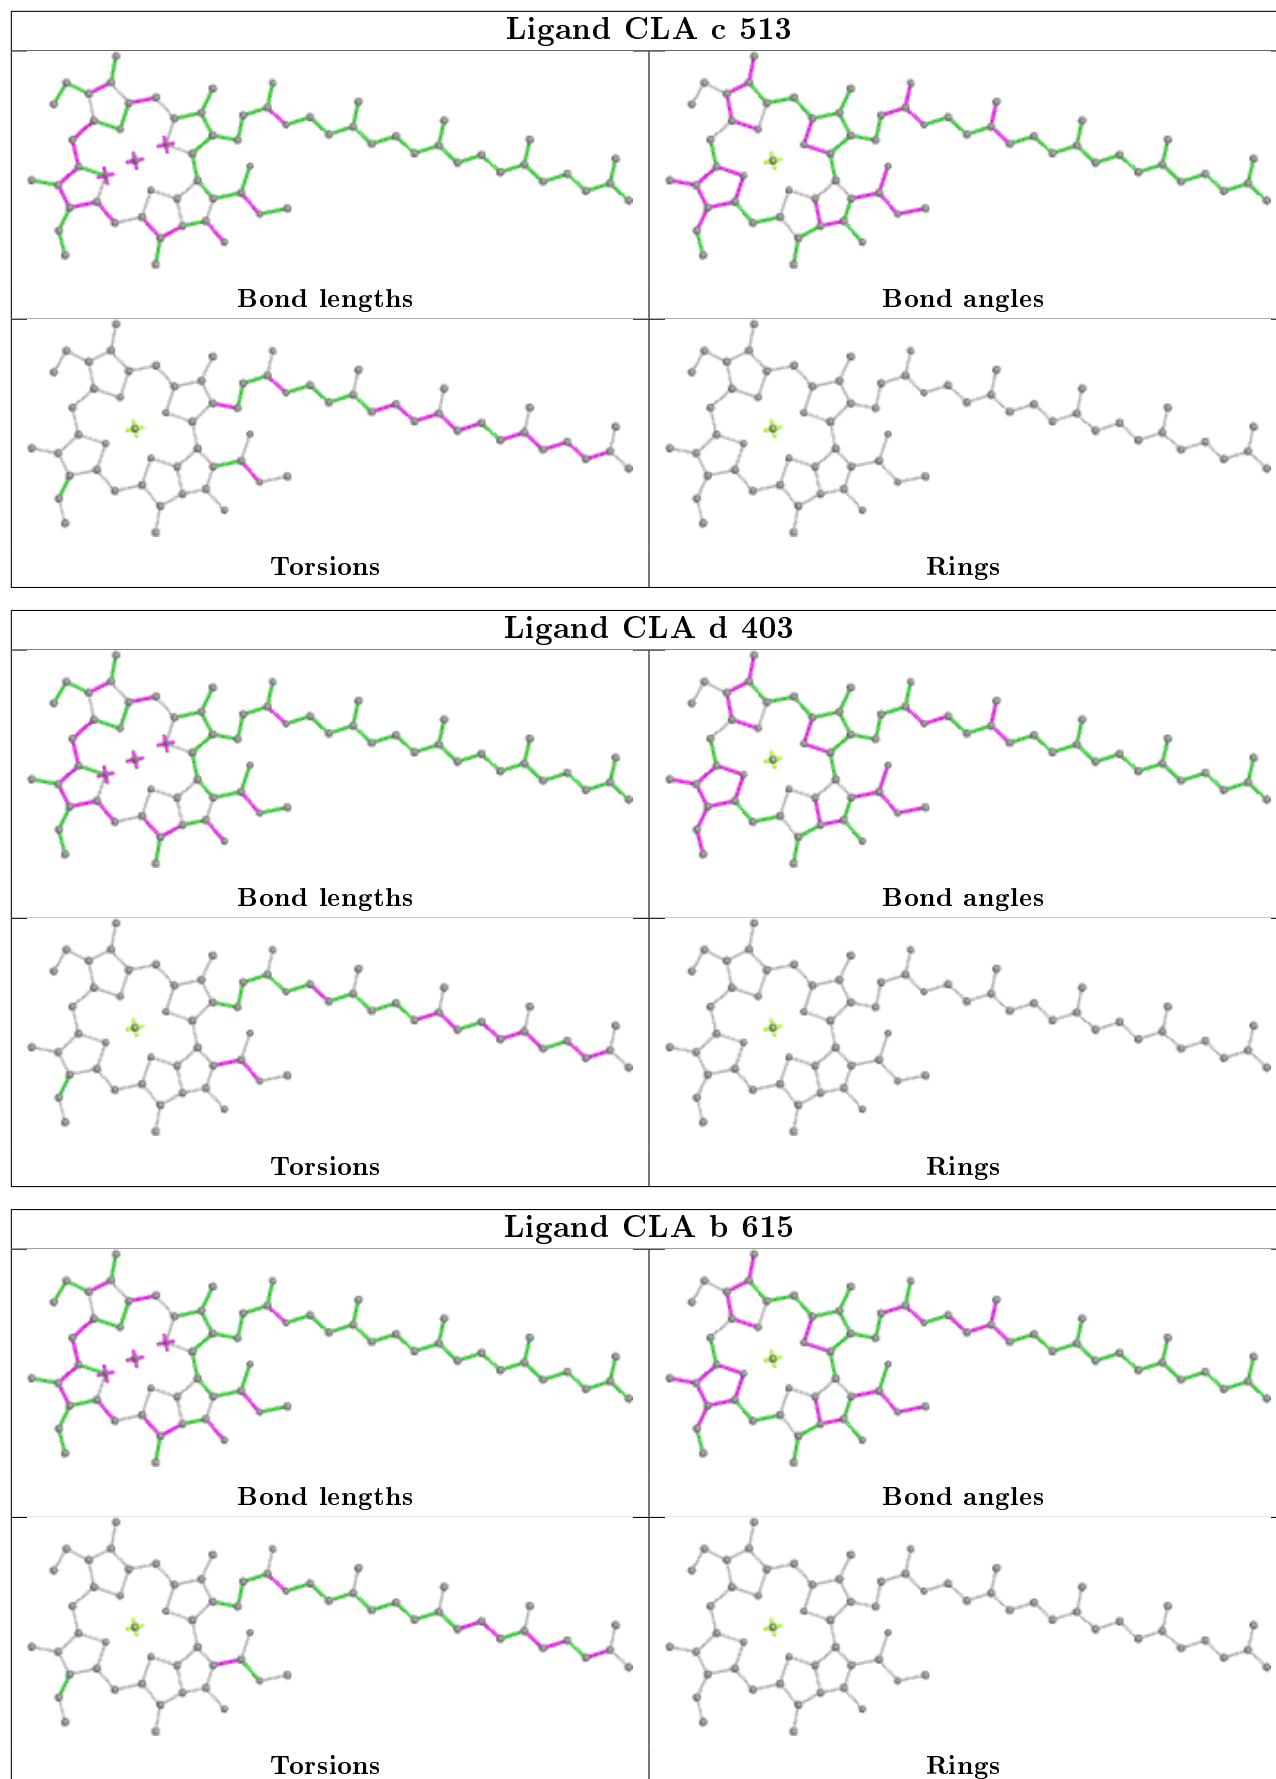 Ligand CLA c 513
Bond lengths
Bond angles
Torsions
Rings
Ligand CLA d 403
Bond lengths
Bond angles
Torsions
Rings
Ligand CLA b 615
Bond lengths
Bond angles
Torsions
Rings